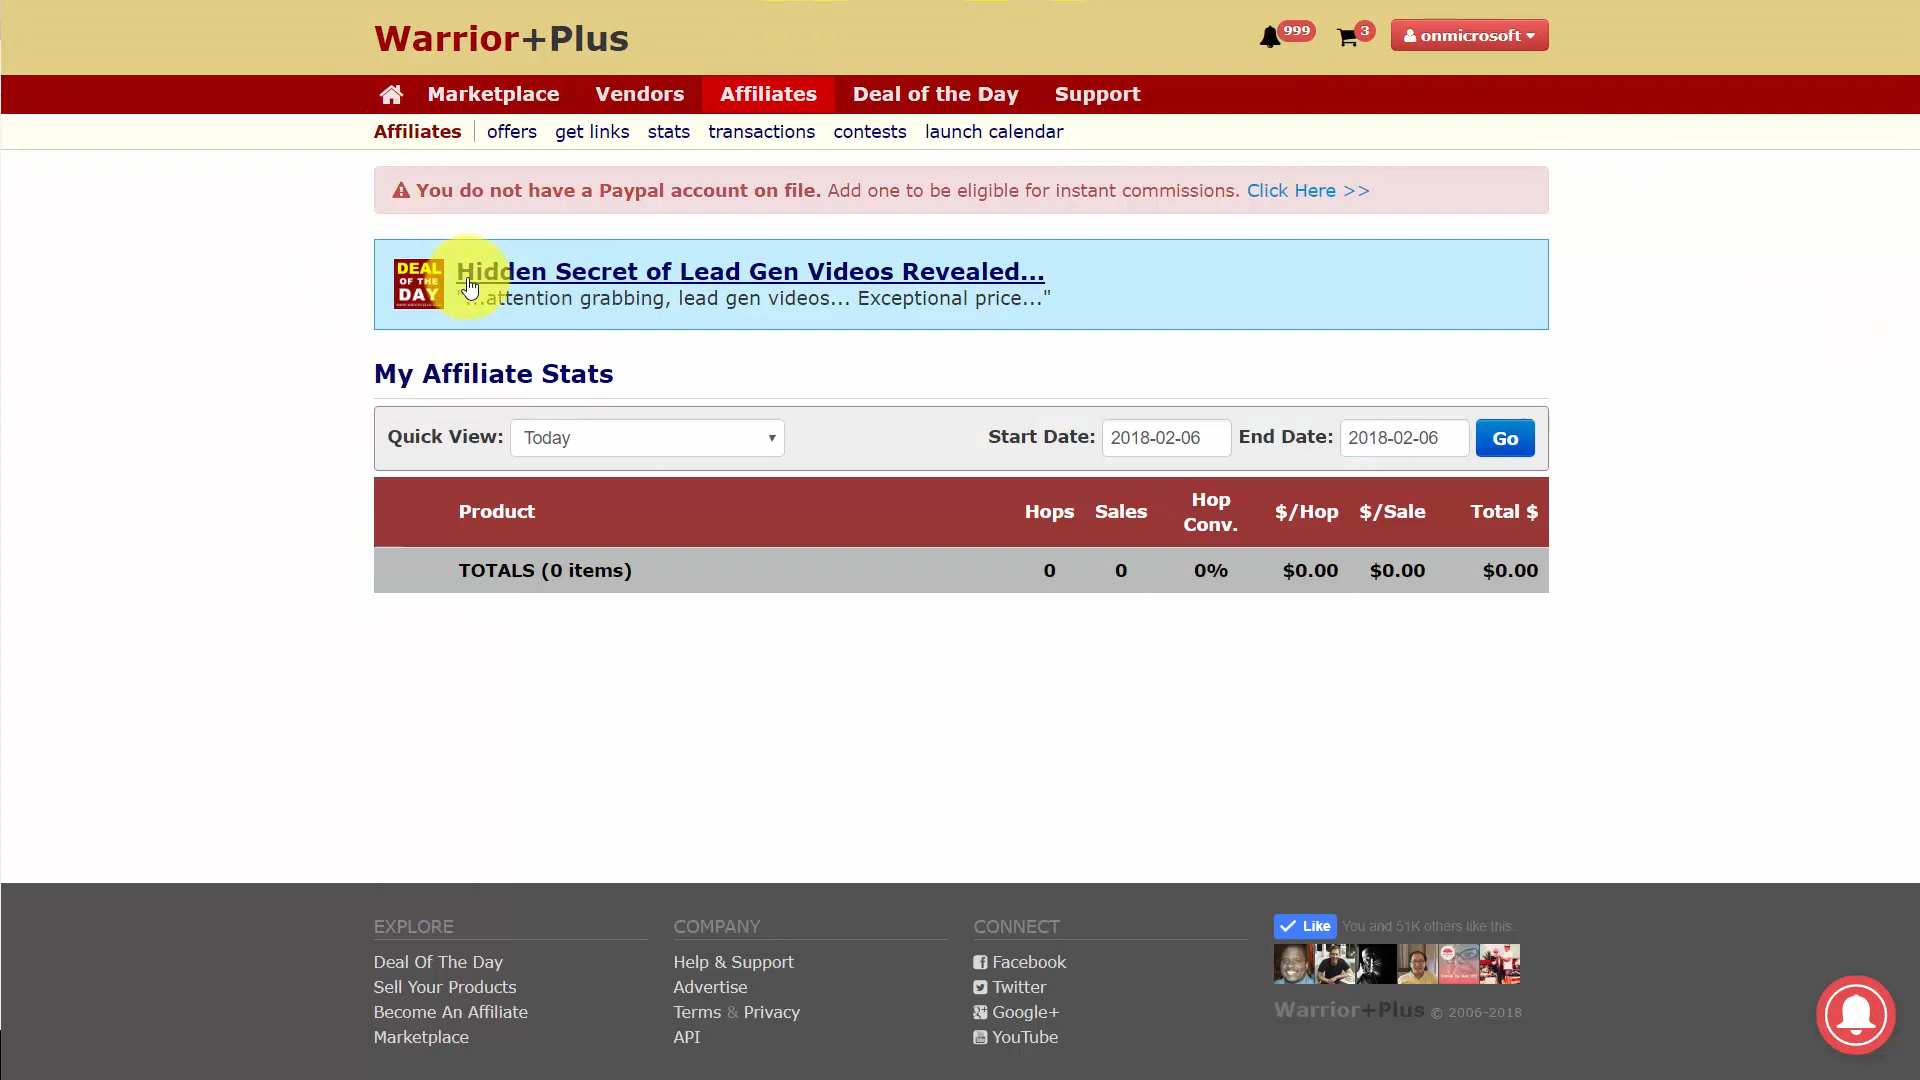 Warrior+Plus
999
3
onmicrosoft
Marketplace Vendors Affiliates Deal of the Day Support
Affiliates offers get links stats transactions contests launch calendar
You do not have a Paypal account on file. Add one to be eligible for instant commissions. Click Here >>
DEAL
OF THE
DAY
Hidden Secret of Lead Gen Videos Revealed...
"...attention grabbing, lead gen videos... Exceptional price..."
My Affiliate Stats
Quick View: Today Start Date: 2018-02-06 End Date: 2018-02-06 Go
Product Hops Sales Hop Conv. $/Hop $/Sale Total $
TOTALS (0 items) 0 0 0% $0.00 $0.00 $0.00
EXPLORE
Deal Of The Day
Sell Your Products
Become An Affiliate
Marketplace
COMPANY
Help & Support
Advertise
Terms & Privacy
API
CONNECT
Facebook
Twitter
Google+
YouTube
Like You and 51K others like this.
Warrior+Plus © 2006-2018